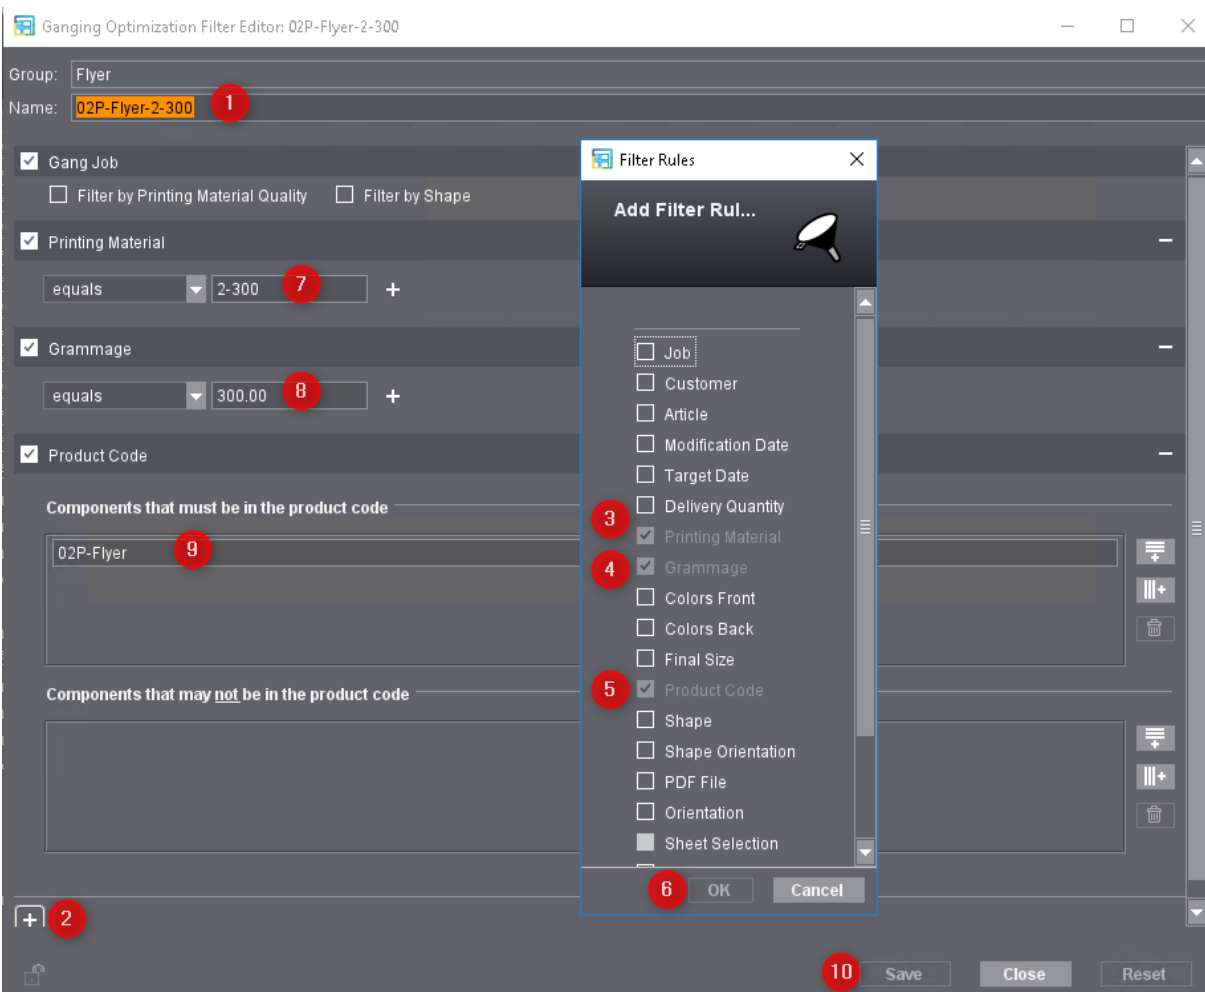 Ganging Optimization Filter Editor: 02P-Flyer-2-300
Group: Flyer
Name: 02P-Flyer-2-300 1
Gang Job
Filter by Printing Material Quality Filter by Shape
Printing Material
equals 2-300 7
Grammage
equals 300.00 8
Product Code
Components that must be in the product code
02P-Flyer 9
Components that may not be in the product code
2
Filter Rules
Add Filter Rul...
Job
Customer
Article
Modification Date
Target Date
Delivery Quantity
3 Printing Material
4 Grammage
Colors Front
Colors Back
Final Size
5 Product Code
Shape
Shape Orientation
PDF File
Orientation
Sheet Selection
6 OK Cancel
10 Save Close Reset